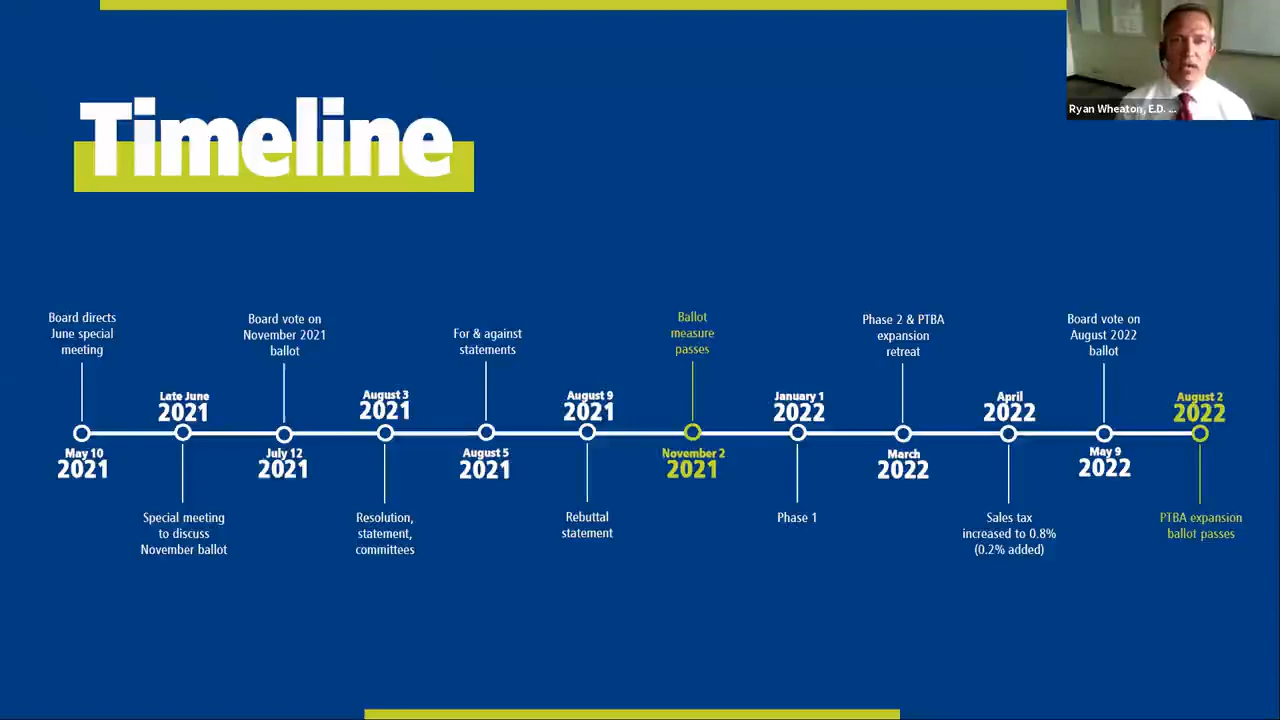 Ryan Wheaton, E.D. ...
Timeline
Board directs
June special
meeting
May 10
2021
Late June
2021
Special meeting
to discuss
November ballot
Board vote on
November 2021
ballot
July 12
2021
August 3
2021
Resolution,
statement,
committees
For & against
statements
August 5
2021
August 9
2021
Rebuttal
statement
Ballot
measure
passes
November 2
2021
January 1
2022
Phase 1
Phase 2 & PTBA
expansion
retreat
March
2022
April
2022
Sales tax
increased to 0.8%
(0.2% added)
Board vote on
August 2022
ballot
May 9
2022
August 2
2022
PTBA expansion
ballot passes